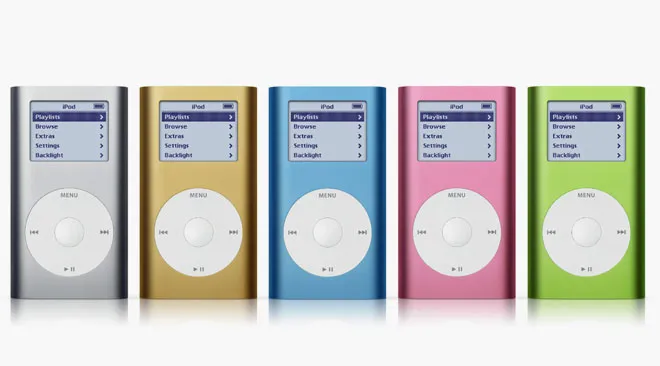 iPod
Playlists
Browse
Extras
Settings
Backlight
MENU
iPod
Playlists
Browse
Extras
Settings
Backlight
MENU
iPod
Playlists
Browse
Extras
Settings
Backlight
MENU
iPod
Playlists
Browse
Extras
Settings
Backlight
MENU
iPod
Playlists
Browse
Extras
Settings
Backlight
MENU